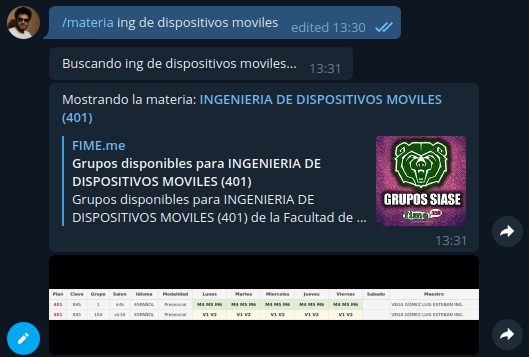 /materia ing de dispositivos moviles edited 13:30
Buscando ing de dispositivos moviles... 13:31
Mostrando la materia: INGENIERIA DE DISPOSITIVOS MOVILES
(401)
FIME.me
Grupos disponibles para INGENIERIA DE
DISPOSITIVOS MOVILES (401)
Grupos disponibles para INGENIERIA DE
DISPOSITIVOS MOVILES (401) de la Facultad de ...
GRUPOS SIASE
13:31
Plan Clave Grupo Salon Idioma Modalidad Lunes Martes Miercoles Jueves Viernes Sabado Maestro
401 845 1 ESPAÑOL Presencial M4 M5 M6 M4 M5 M6 M4 M5 M6 M4 M5 M6 M4 M5 M6 VEGA GÓMEZ LUIS ESTEBAN ING.
401 845 104 ESPAÑOL Presencial V1 V2 V1 V2 V1 V2 V1 V2 V1 V2 VEGA GÓMEZ LUIS ESTEBAN ING.